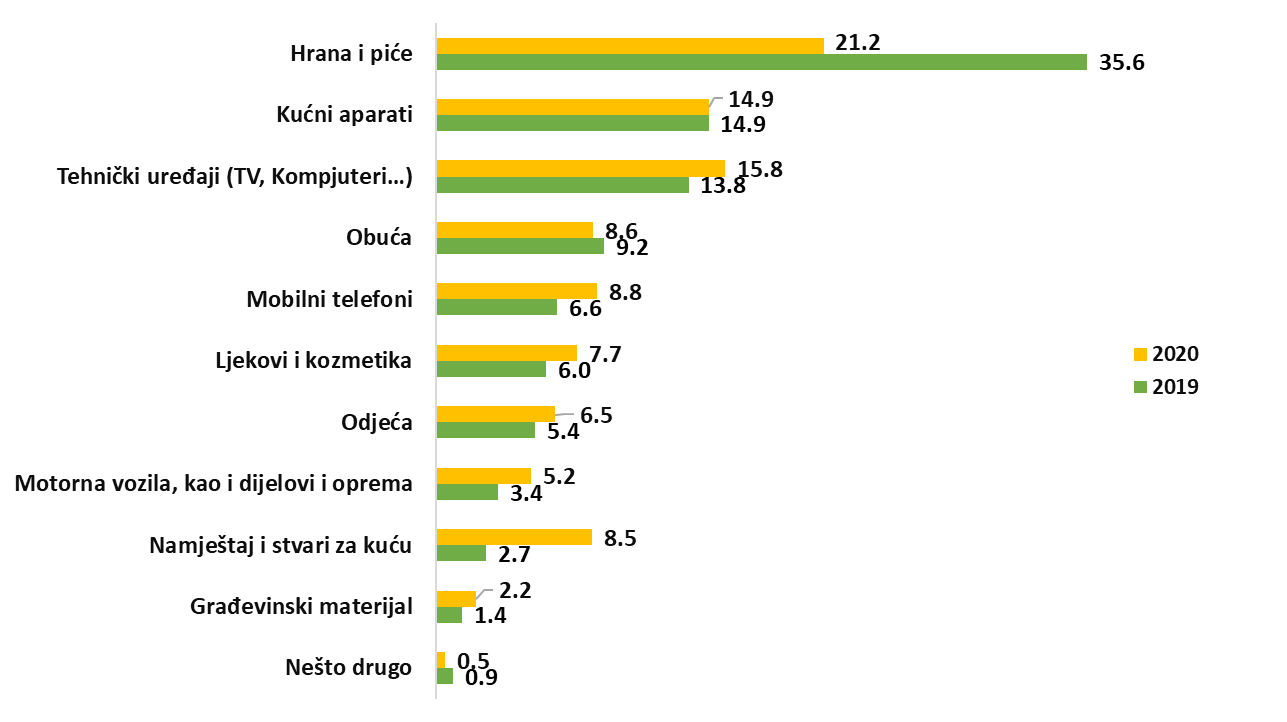 Hrana i piće
21.2
35.6
Kućni aparati
14.9
14.9
Tehnički uređaji (TV, Kompjuteri...)
15.8
13.8
Obuća
8.6
9.2
Mobilni telefoni
8.8
6.6
Ljekovi i kozmetika
7.7
6.0
Odjeća
6.5
5.4
Motorna vozila, kao i dijelovi i oprema
5.2
3.4
Namještaj i stvari za kuću
8.5
2.7
Građevinski materijal
2.2
1.4
Nešto drugo
0.5
0.9
2020
2019